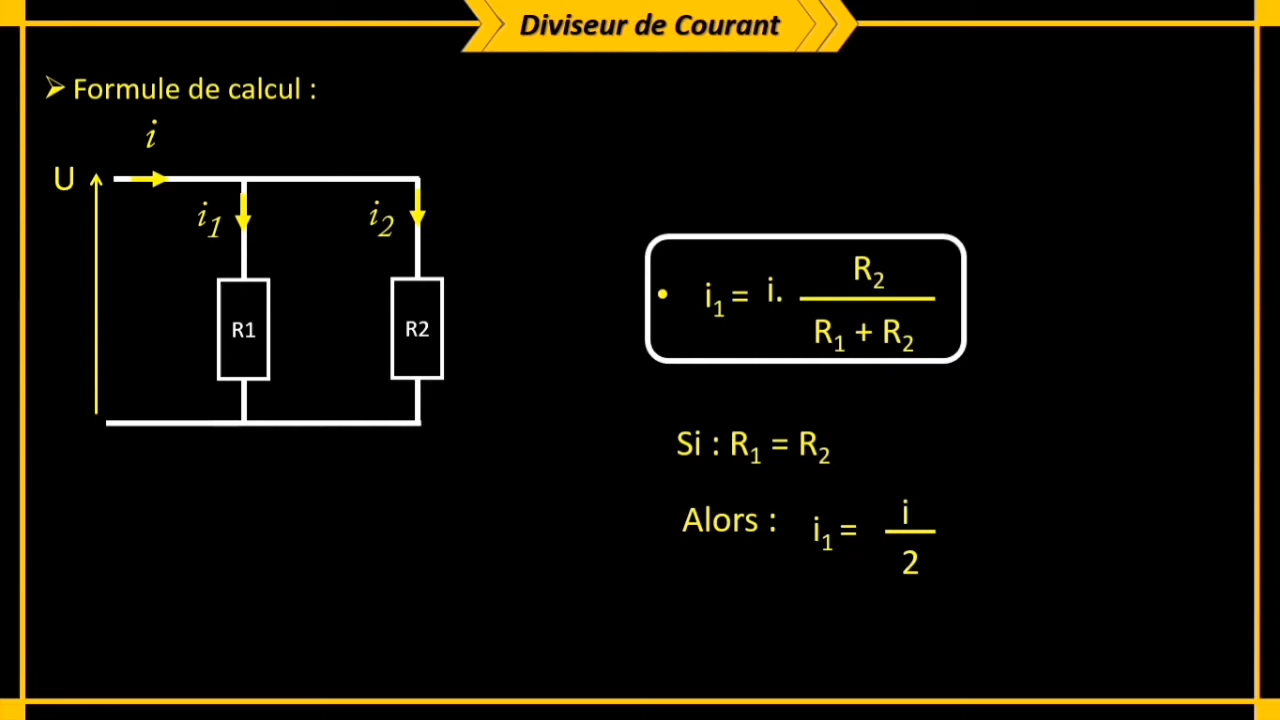 Diviseur de Courant
➢ Formule de calcul :
i
U
i1 i2
R1 R2
• i1 = i. R2
R1 + R2
Si : R1 = R2
Alors : i1 = i
2